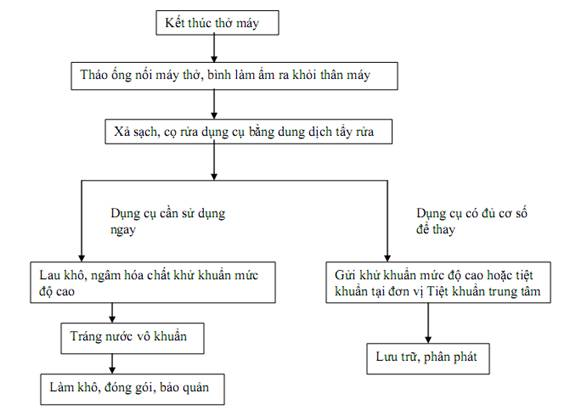 Kết thúc thở máy
Tháo ống nối máy thở, bình làm ẩm ra khỏi thân máy
Xả sạch, cọ rửa dụng cụ bằng dung dịch tẩy rửa
Dụng cụ cần sử dụng
ngay
Dụng cụ có đủ cơ số
để thay
Lau khô, ngâm hóa chất khử khuẩn mức
độ cao
Gửi khử khuẩn mức độ cao hoặc tiệt
khuẩn tại đơn vị Tiệt khuẩn trung tâm
Tráng nước vô khuẩn
Lưu trữ, phân phát
Làm khô, đóng gói, bảo quản